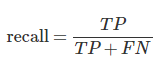 recall = TP / TP + FN